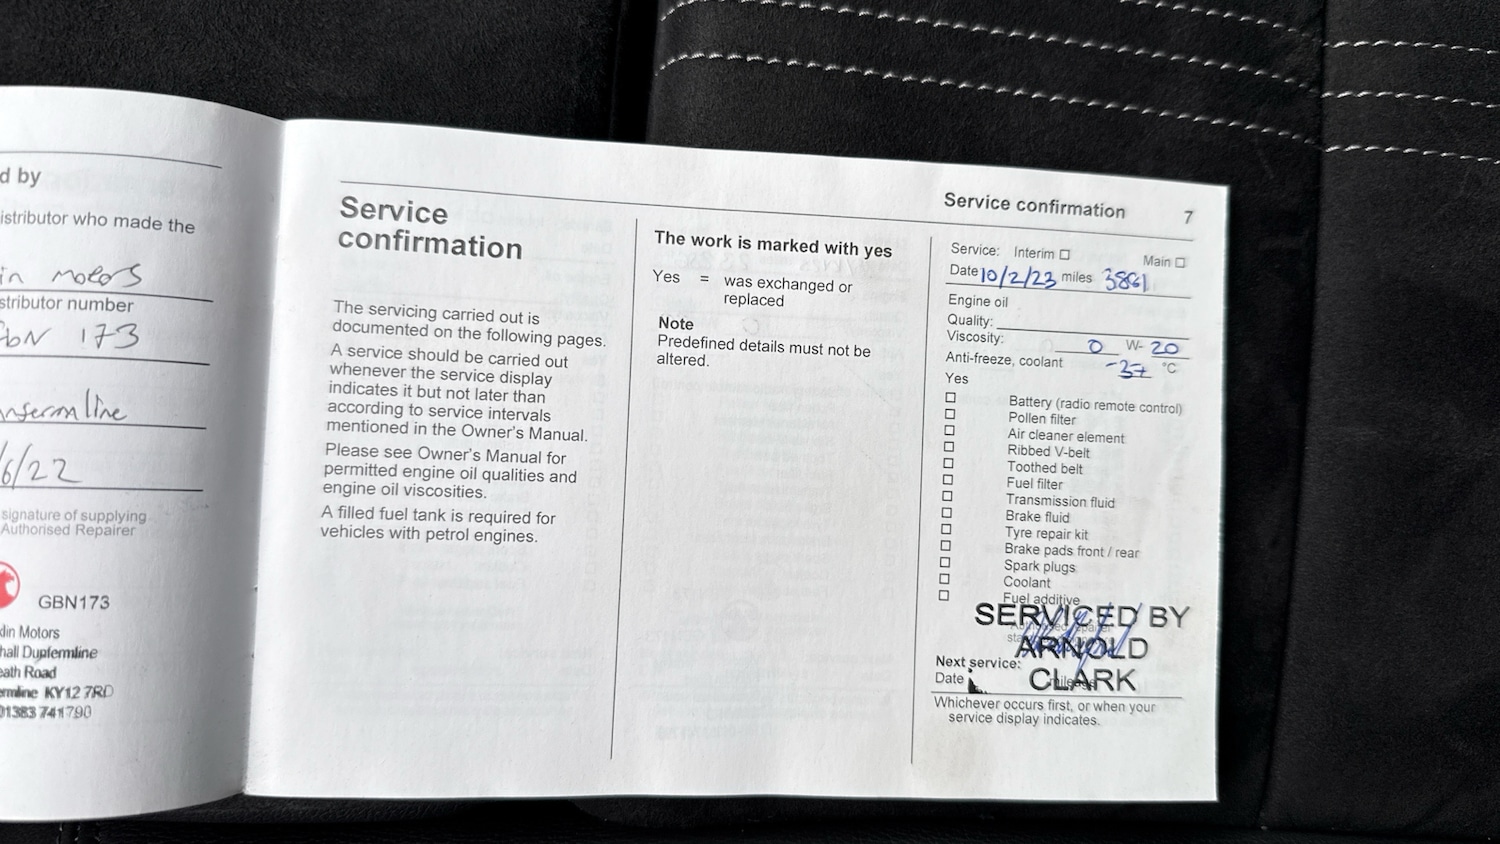 d by
istributor who made the
in motors
stributor number
GBN 173
nfermline
/6/22
signature of supplying
Authorised Repairer
GBN173
din Motors
hall Dunfermline
eath Road
ermline KY12 7RD
01383 741790
Service
confirmation
The servicing carried out is
documented on the following pages.
A service should be carried out
whenever the service display
indicates it but not later than
according to service intervals
mentioned in the Owner's Manual.
Please see Owner's Manual for
permitted engine oil qualities and
engine oil viscosities.
A filled fuel tank is required for
vehicles with petrol engines.
The work is marked with yes
Yes = was exchanged or
replaced
Note
Predefined details must not be
altered.
Service confirmation 7
Service: Interim Main
Date 10/2/23 miles 3861
Engine oil
Quality:
Viscosity: 0 W- 20
Anti-freeze, coolant -37 °C
Yes
Battery (radio remote control)
Pollen filter
Air cleaner element
Ribbed V-belt
Toothed belt
Fuel filter
Transmission fluid
Brake fluid
Tyre repair kit
Brake pads front / rear
Spark plugs
Coolant
Fuel additive
SERVICED BY
ARNOLD
CLARK
Next service:
Date mileage
Whichever occurs first, or when your
service display indicates.